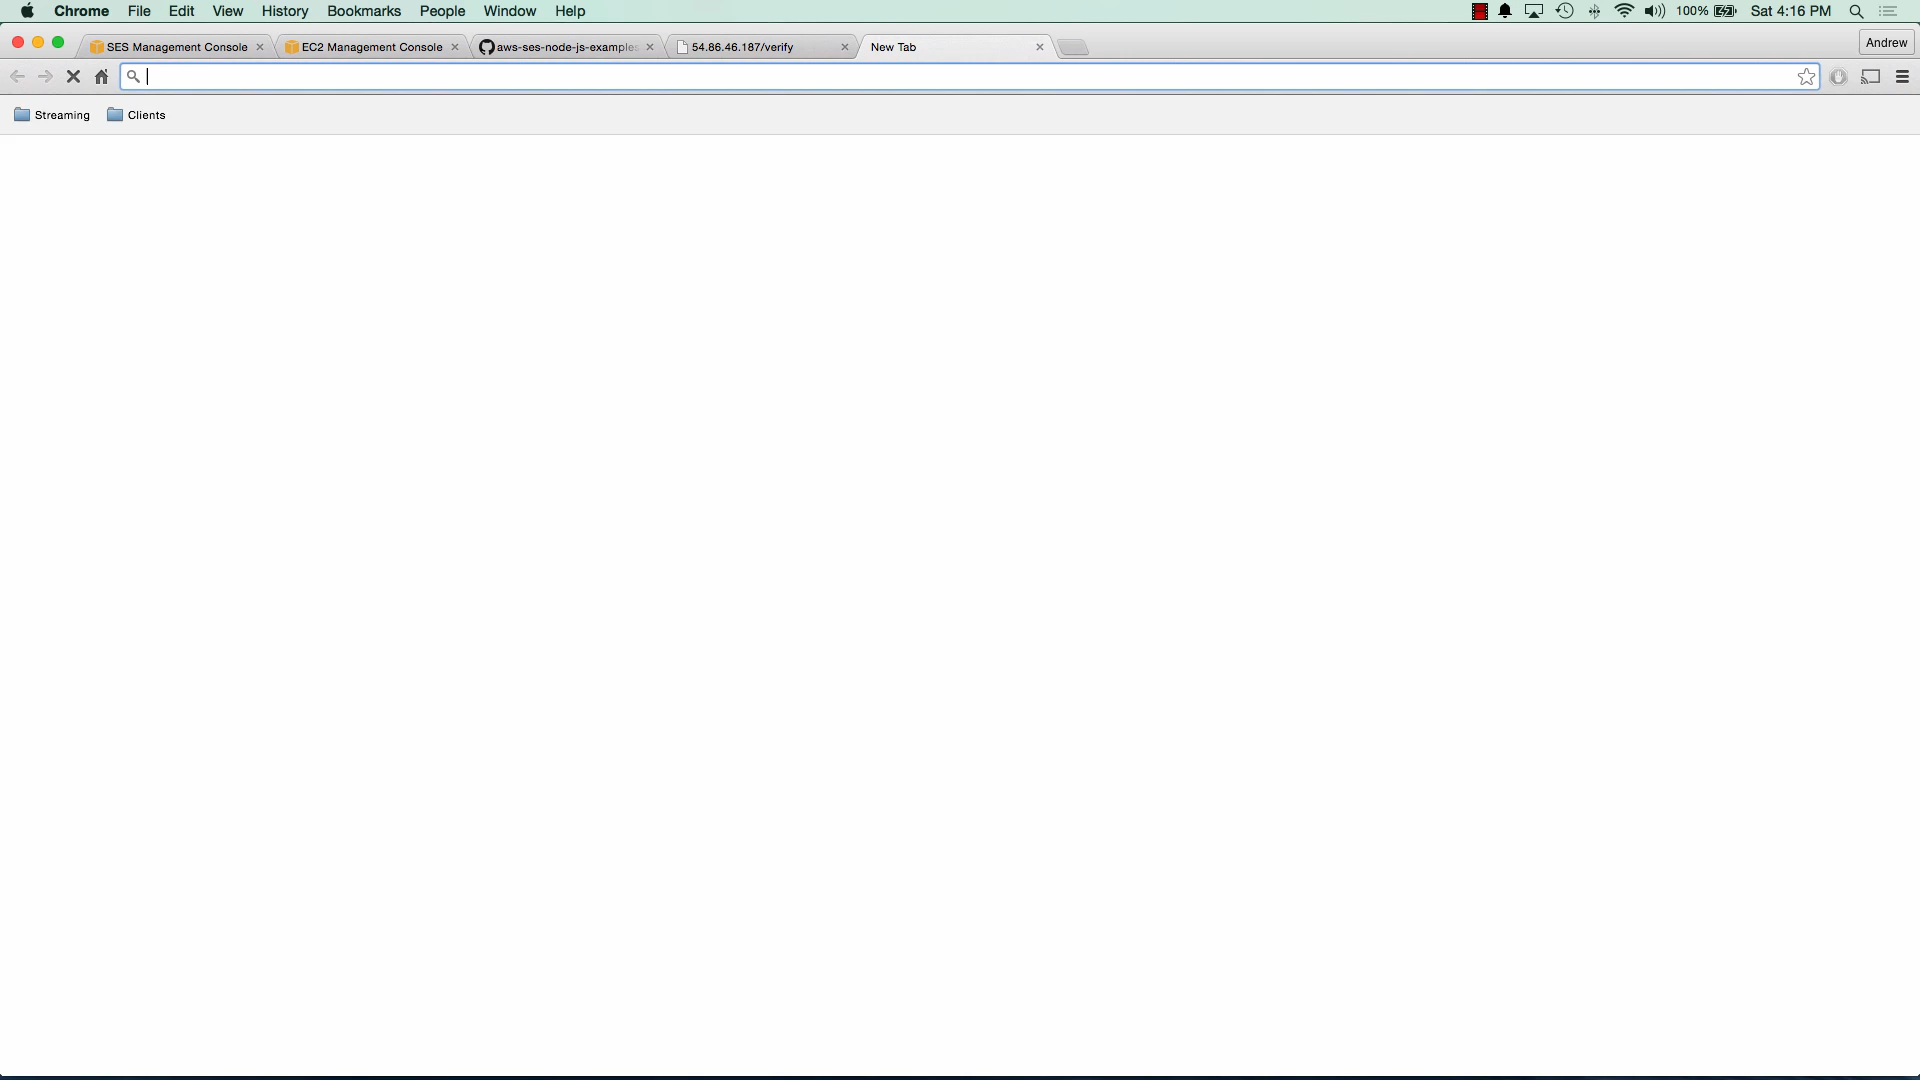 Chrome File Edit View History Bookmarks People Window Help 100% Sat 4:16 PM
SES Management Console EC2 Management Console aws-ses-node-js-examples 54.86.46.187/verify New Tab Andrew
Streaming Clients